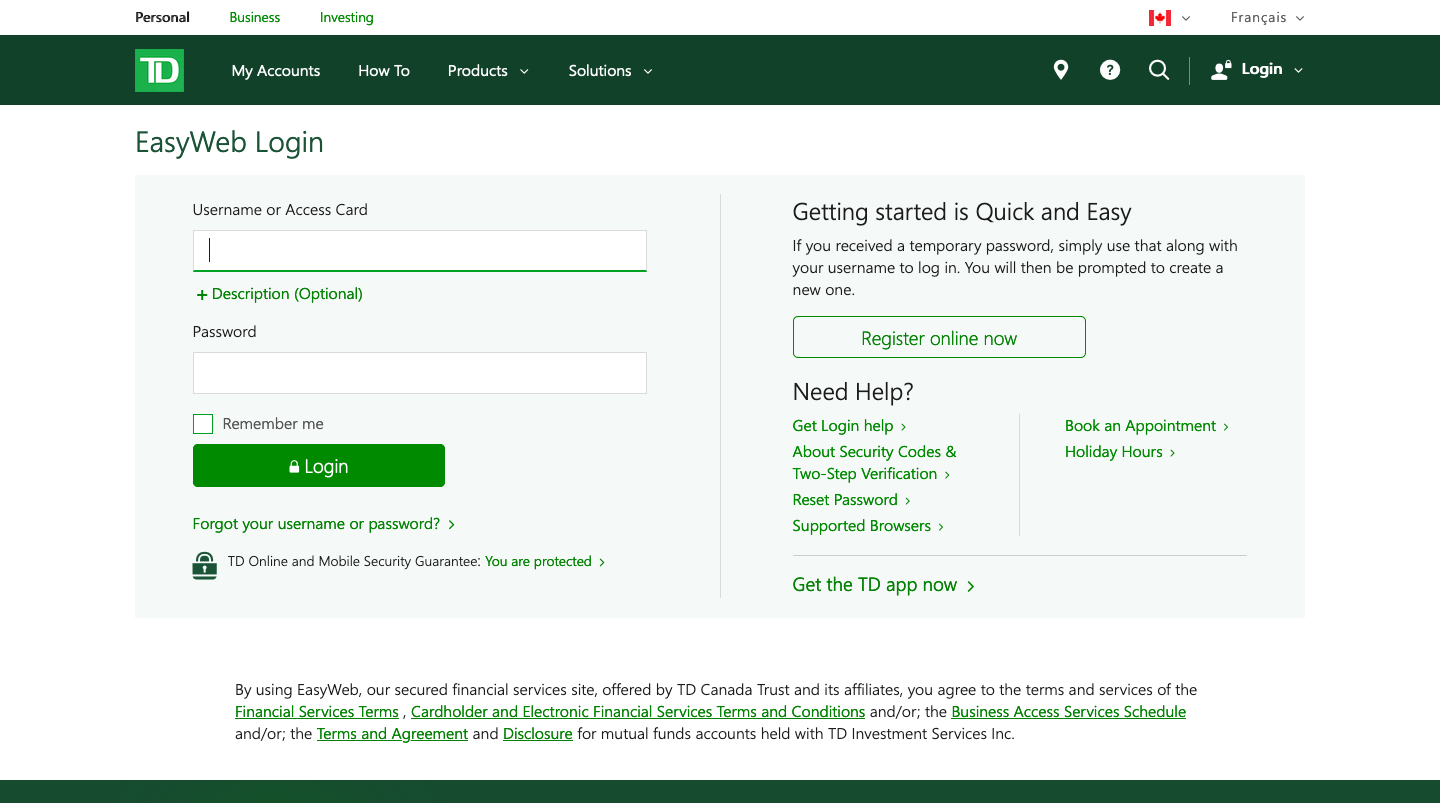 Personal Business Investing Français
TD My Accounts How To Products Solutions ? Login
EasyWeb Login
Username or Access Card
+ Description (Optional)
Password
Remember me
Login
Forgot your username or password?
TD Online and Mobile Security Guarantee: You are protected
Getting started is Quick and Easy
If you received a temporary password, simply use that along with
your username to log in. You will then be prompted to create a
new one.
Register online now
Need Help?
Get Login help
About Security Codes &
Two-Step Verification
Reset Password
Supported Browsers
Book an Appointment
Holiday Hours
Get the TD app now
By using EasyWeb, our secured financial services site, offered by TD Canada Trust and its affiliates, you agree to the terms and services of the
Financial Services Terms , Cardholder and Electronic Financial Services Terms and Conditions and/or; the Business Access Services Schedule
and/or; the Terms and Agreement and Disclosure for mutual funds accounts held with TD Investment Services Inc.